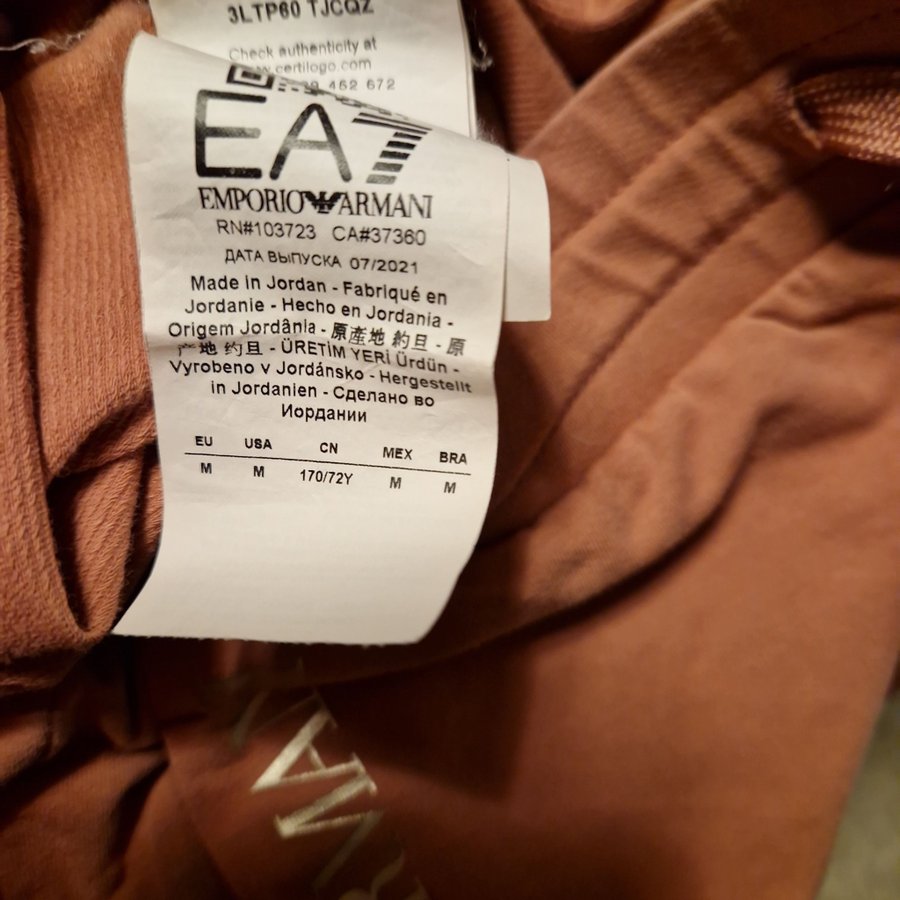 3LTP60 TJCQZ
Check authenticity at
.certilogo.com
462 672
EA7
EMPORIO ARMANI
RN#103723 CA#37360
ДАТА ВЫПУСКА 07/2021
Made in Jordan - Fabriqué en
Jordanie - Hecho en Jordania -
Origem Jordânia - 原產地 約旦 - 原
产地 约旦 - ÜRETİM YERİ Ürdün -
Vyrobeno v Jordánsko - Hergestellt
in Jordanien - Сделано во
Иордании
EU USA CN MEX BRA
M M 170/72Y M M